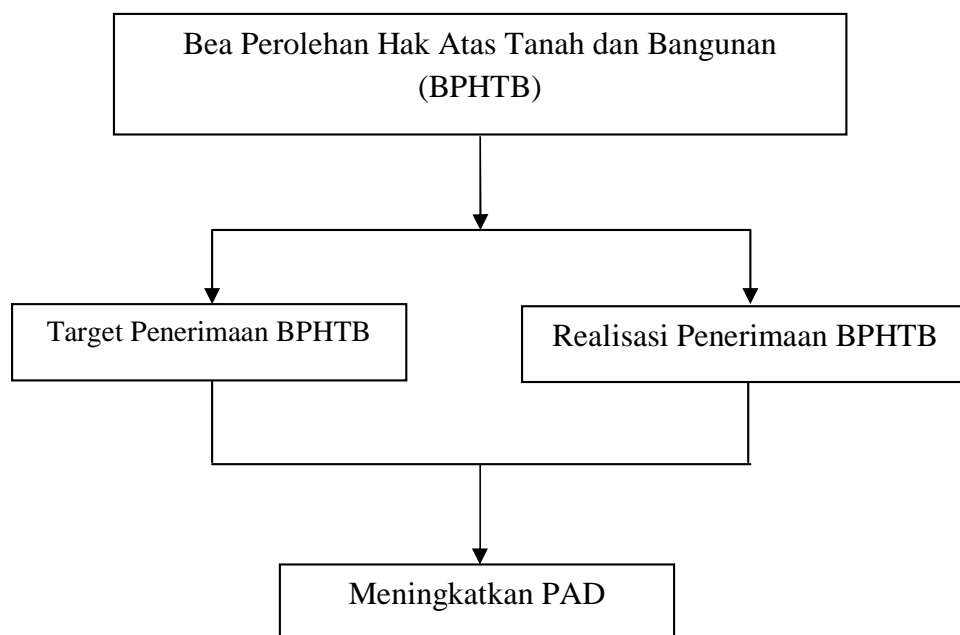 Bea Perolehan Hak Atas Tanah dan Bangunan
(BPHTB)
Target Penerimaan BPHTB
Realisasi Penerimaan BPHTB
Meningkatkan PAD